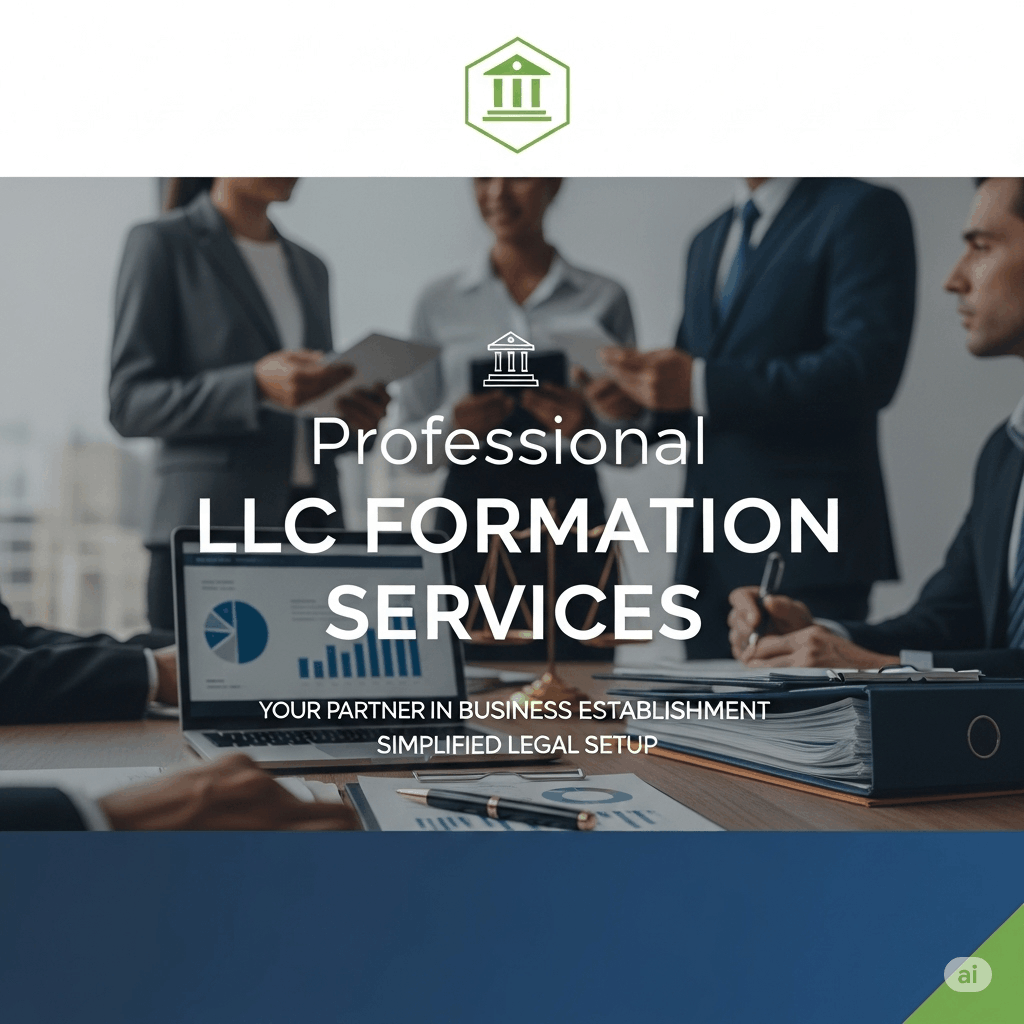 Professional
LLC FORMATION
SERVICES
YOUR PARTNER IN BUSINESS ESTABLISHMENT
SIMPLIFIED LEGAL SETUP
ai